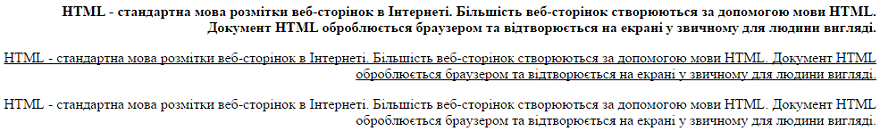 HTML - стандартна мова розмітки веб-сторінок в Інтернеті. Більшість веб-сторінок створюються за допомогою мови HTML.
Документ HTML оброблюється браузером та відтворюється на екрані у звичному для людини вигляді.
HTML - стандартна мова розмітки веб-сторінок в Інтернеті. Більшість веб-сторінок створюються за допомогою мови HTML. Документ HTML
оброблюється браузером та відтворюється на екрані у звичному для людини вигляді.
HTML - стандартна мова розмітки веб-сторінок в Інтернеті. Більшість веб-сторінок створюються за допомогою мови HTML. Документ HTML
оброблюється браузером та відтворюється на екрані у звичному для людини вигляді.